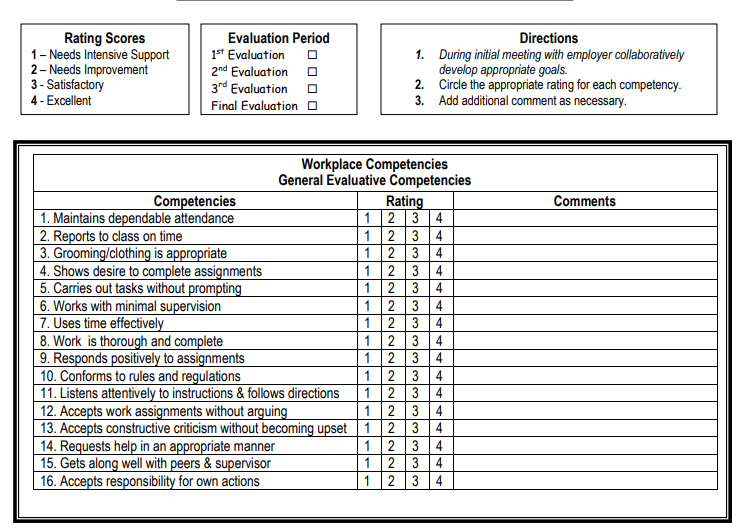 Rating Scores
1 – Needs Intensive Support
2 – Needs Improvement
3 - Satisfactory
4 - Excellent
Evaluation Period
1st Evaluation ☐
2nd Evaluation ☐
3rd Evaluation ☐
Final Evaluation ☐
Directions
1. During initial meeting with employer collaboratively
develop appropriate goals.
2. Circle the appropriate rating for each competency.
3. Add additional comment as necessary.
Workplace Competencies
General Evaluative Competencies
Competencies Rating Comments
1. Maintains dependable attendance 1 2 3 4
2. Reports to class on time 1 2 3 4
3. Grooming/clothing is appropriate 1 2 3 4
4. Shows desire to complete assignments 1 2 3 4
5. Carries out tasks without prompting 1 2 3 4
6. Works with minimal supervision 1 2 3 4
7. Uses time effectively 1 2 3 4
8. Work is thorough and complete 1 2 3 4
9. Responds positively to assignments 1 2 3 4
10. Conforms to rules and regulations 1 2 3 4
11. Listens attentively to instructions & follows directions 1 2 3 4
12. Accepts work assignments without arguing 1 2 3 4
13. Accepts constructive criticism without becoming upset 1 2 3 4
14. Requests help in an appropriate manner 1 2 3 4
15. Gets along well with peers & supervisor 1 2 3 4
16. Accepts responsibility for own actions 1 2 3 4